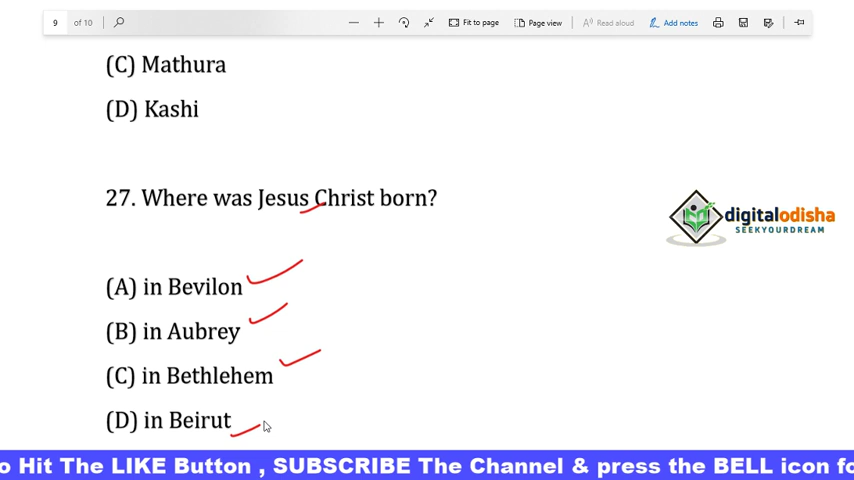 9 of 10 Fit to page Page view Read aloud Add notes
(C) Mathura
(D) Kashi
27. Where was Jesus Christ born?
digitalodisha
SEEKYOURDREAM
(A) in Bevilon
(B) in Aubrey
(C) in Bethlehem
(D) in Beirut
o Hit The LIKE Button , SUBSCRIBE The Channel & press the BELL icon fo